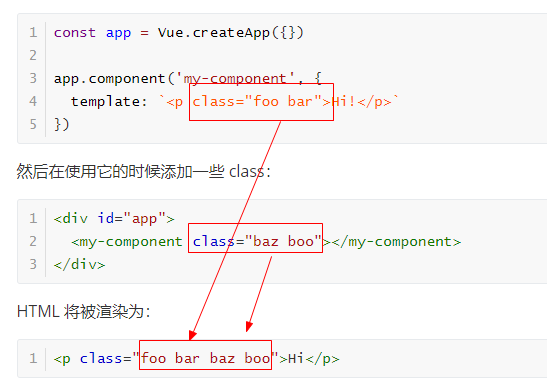 1 const app = Vue.createApp({})
2
3 app.component('my-component', {
4   template: `<p class="foo bar">Hi!</p>`
5 })
然后在使用它的时候添加一些 class：
1 <div id="app">
2   <my-component class="baz boo"></my-component>
3 </div>
HTML 将被渲染为：
1 <p class="foo bar baz boo">Hi</p>